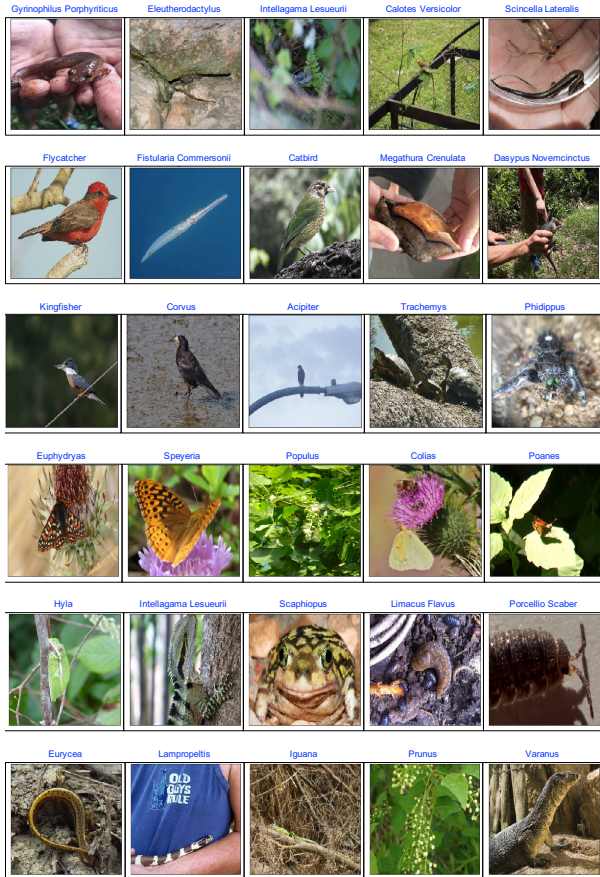 Gyrinophilus Porphyriticus Eleutherodactylus Intellagama Lesueurii Calotes Versicolor Scincella Lateralis
Flycatcher Fistularia Commersonii Catbird Megathura Crenulata Dasypus Novemcinctus
Kingfisher Corvus Acipiter Trachemys Phidippus
Euphydryas Speyeria Populus Colias Poanes
Hyla Intellagama Lesueurii Scaphiopus Limacus Flavus Porcellio Scaber
Eurycea Lampropeltis Iguana Prunus Varanus
OLD
GUYS
RULE